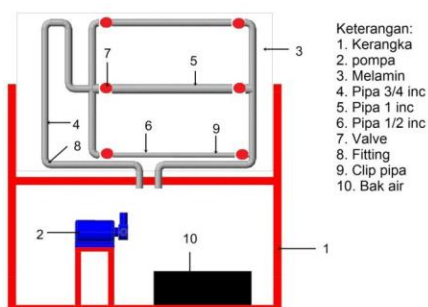 Keterangan:
1. Kerangka
2. pompa
3. Melamin
4. Pipa 3/4 inc
5. Pipa 1 inc
6. Pipa 1/2 inc
7. Valve
8. Fitting
9. Clip pipa
10. Bak air
7
5
3
4
6
9
8
2
10
1